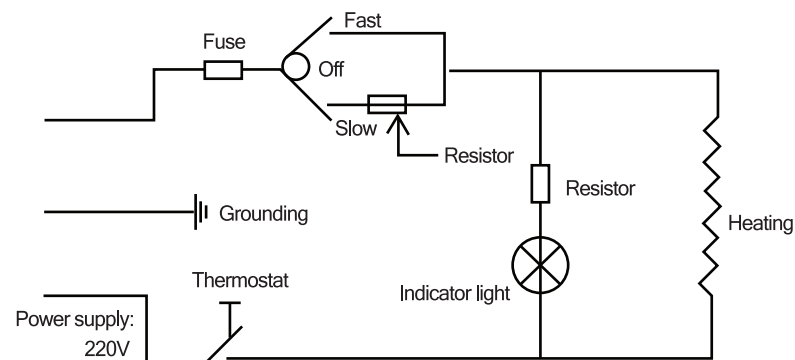 Fast
Fuse
Off
Slow
Resistor
Resistor
Grounding
Heating
Thermostat
Indicator light
Power supply:
220V